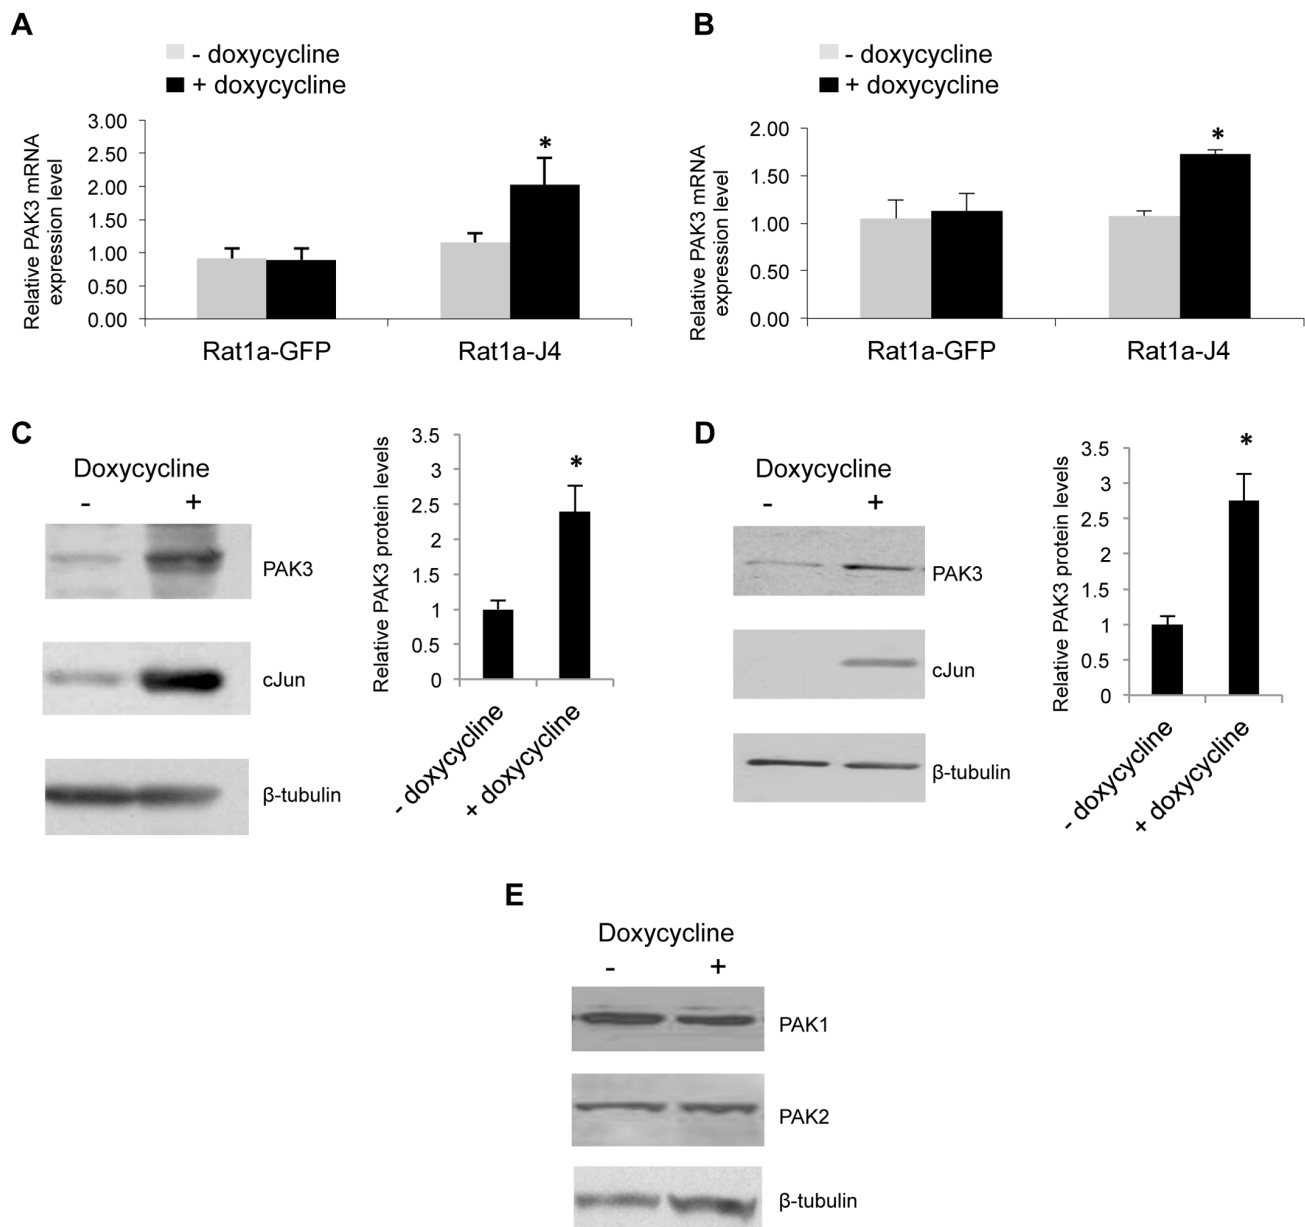 A
- doxycycline
+ doxycycline
Relative PAK3 mRNA
expression level
3.00
2.50
2.00
1.50
1.00
0.50
0.00
*
Rat1a-GFP
Rat1a-J4
B
- doxycycline
+ doxycycline
Relative PAK3 mRNA
expression level
2.00
1.50
1.00
0.50
0.00
*
Rat1a-GFP
Rat1a-J4
C
Doxycycline
- +
PAK3
cJun
β-tubulin
Relative PAK3 protein levels
3.5
3
2.5
2
1.5
1
0.5
0
*
- doxycycline
+ doxycycline
D
Doxycycline
- +
PAK3
cJun
β-tubulin
Relative PAK3 protein levels
3.5
3
2.5
2
1.5
1
0.5
0
*
- doxycycline
+ doxycycline
E
Doxycycline
- +
PAK1
PAK2
β-tubulin